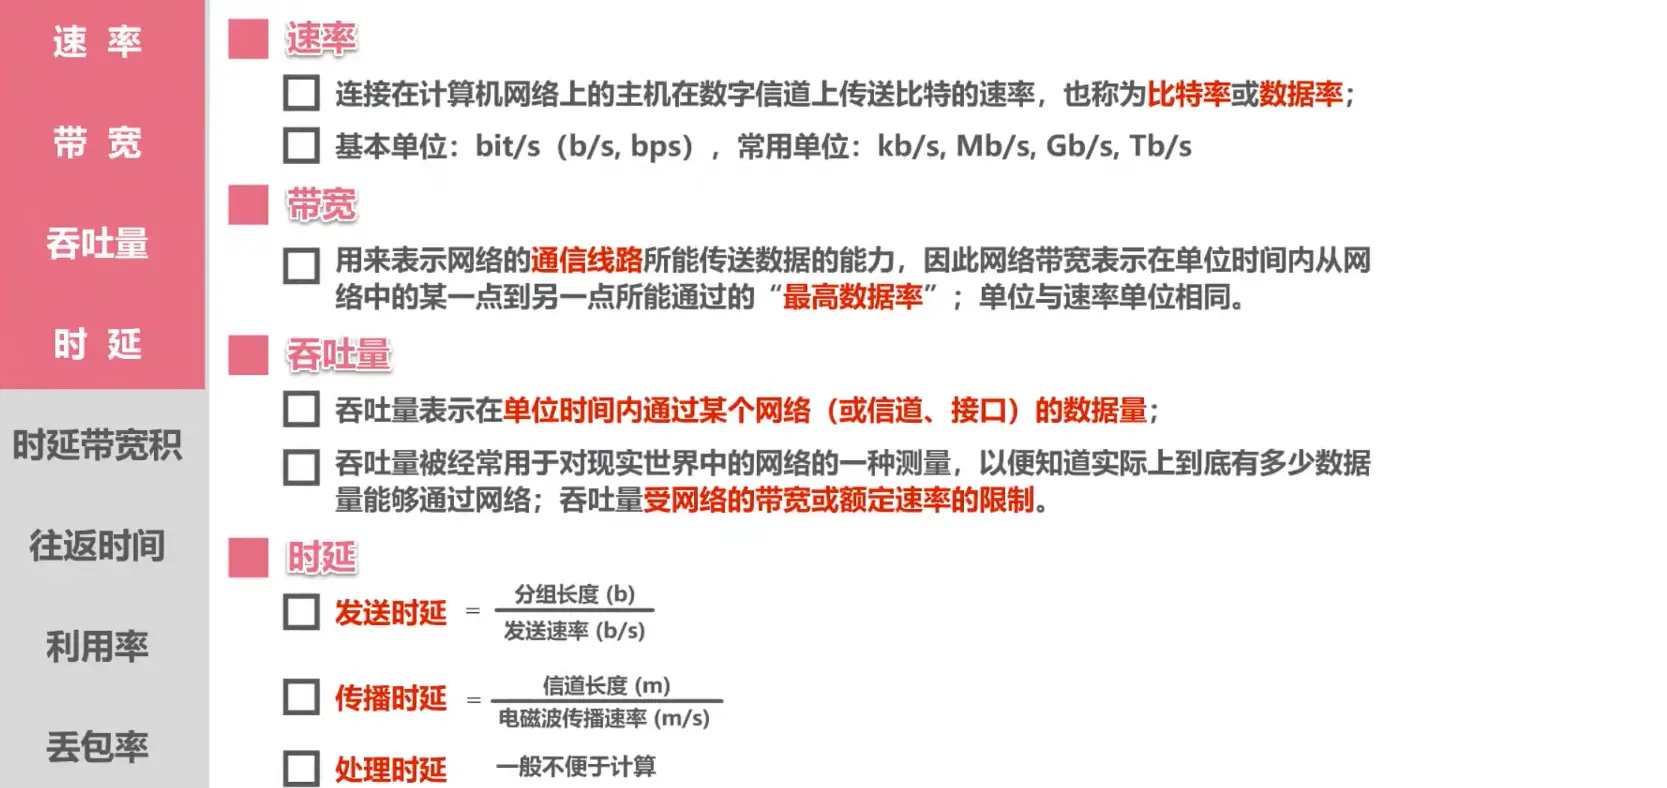 速 率
带 宽
吞吐量
时 延
时延带宽积
往返时间
利用率
丢包率
速率
连接在计算机网络上的主机在数字信道上传送比特的速率，也称为比特率或数据率；
基本单位：bit/s（b/s, bps），常用单位：kb/s, Mb/s, Gb/s, Tb/s
带宽
用来表示网络的通信线路所能传送数据的能力，因此网络带宽表示在单位时间内从网
络中的某一点到另一点所能通过的“最高数据率”；单位与速率单位相同。
吞吐量
吞吐量表示在单位时间内通过某个网络（或信道、接口）的数据量；
吞吐量被经常用于对现实世界中的网络的一种测量，以便知道实际上到底有多少数据
量能够通过网络；吞吐量受网络的带宽或额定速率的限制。
时延
发送时延 =
分组长度 (b)
发送速率 (b/s)
传播时延 =
信道长度 (m)
电磁波传播速率 (m/s)
处理时延 一般不便于计算